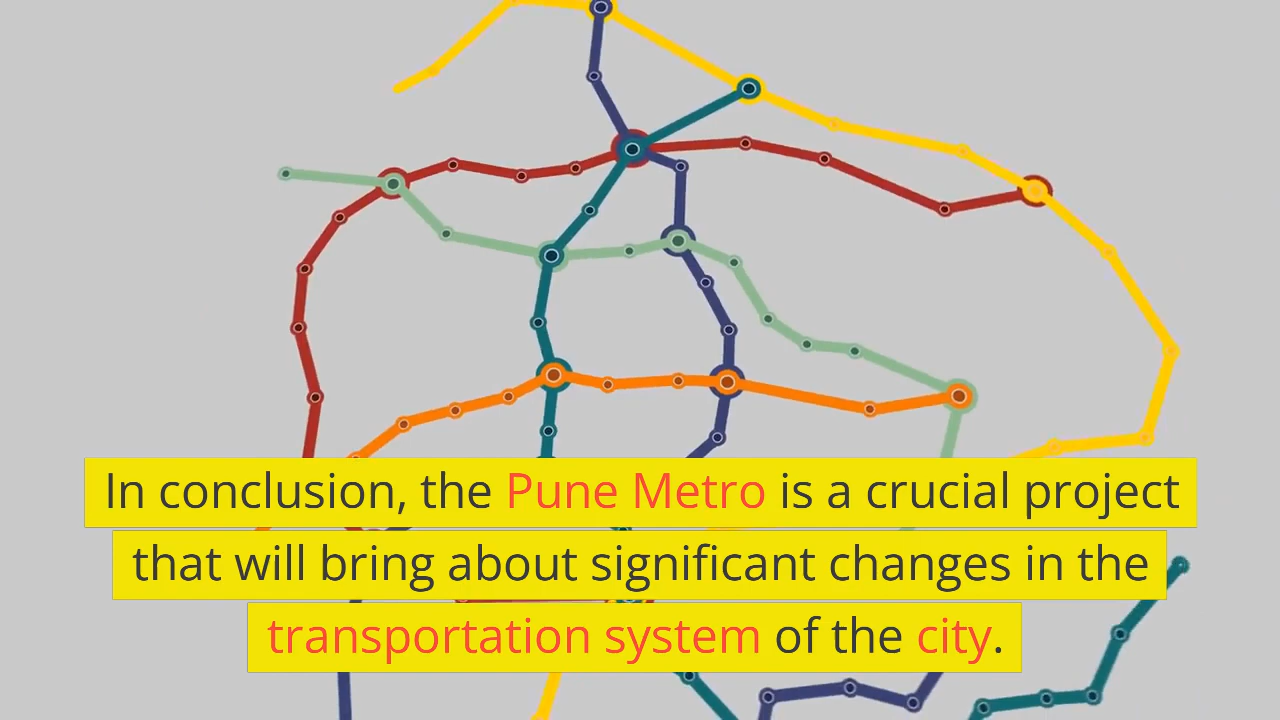 In conclusion, the Pune Metro is a crucial project
that will bring about significant changes in the
transportation system of the city.